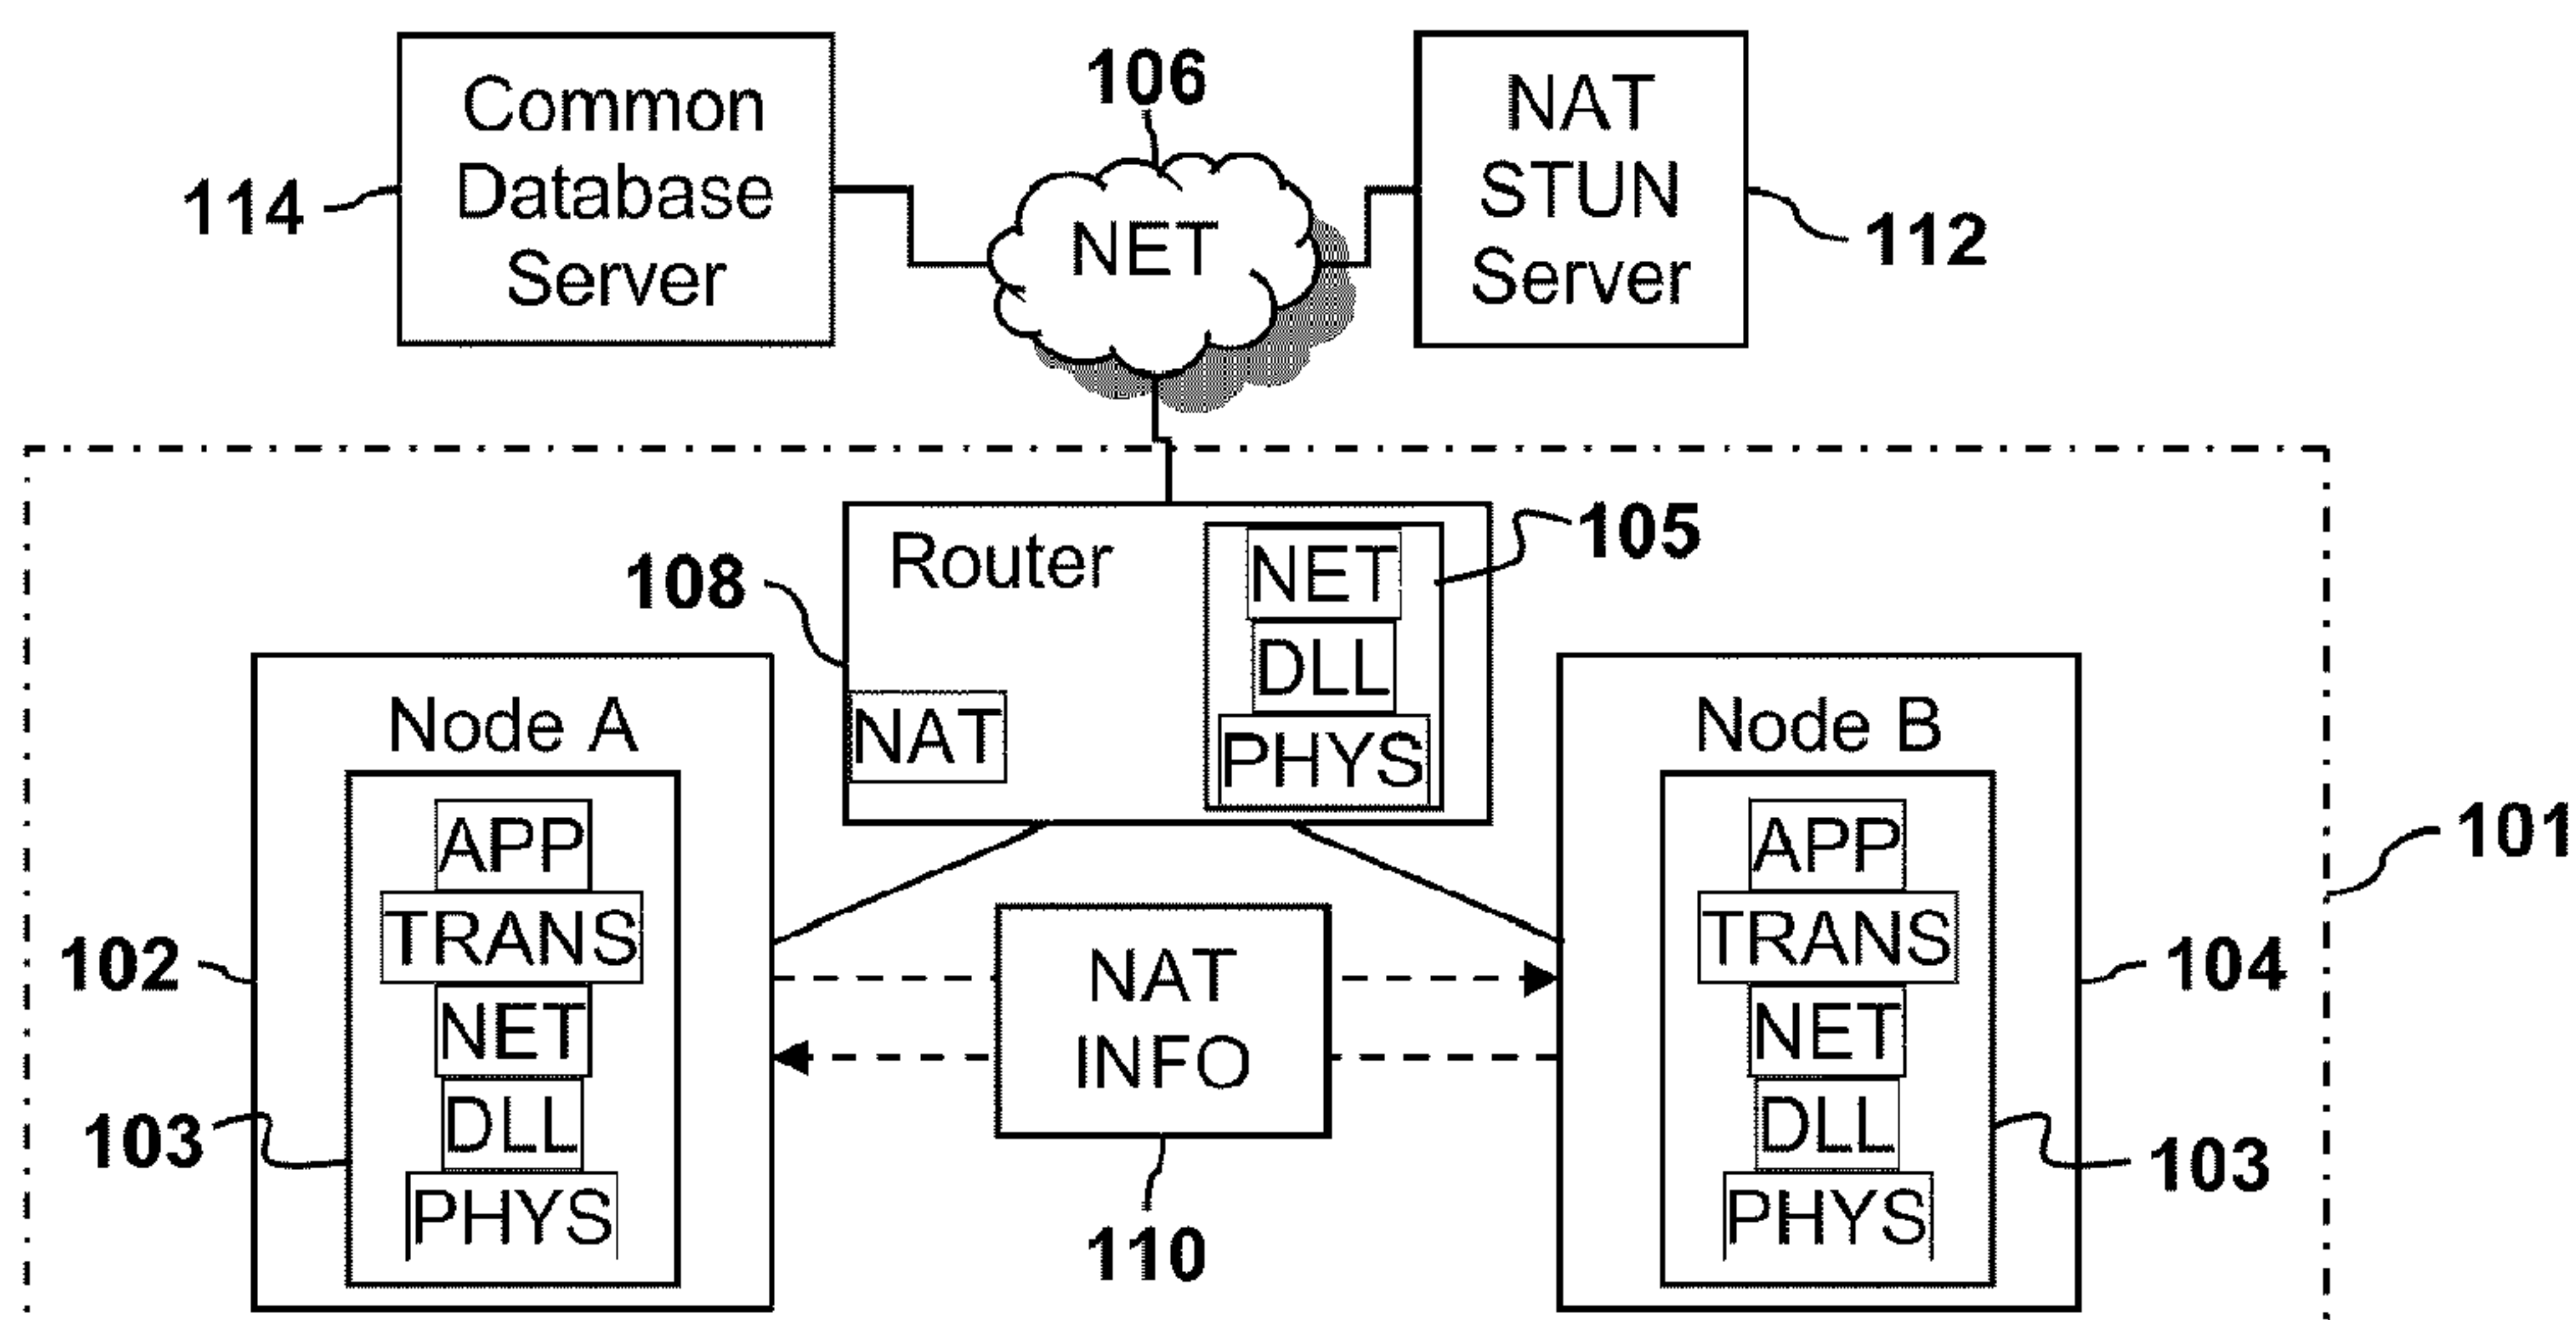 Common
Database
Server
114
106
NET
NAT
STUN
Server
112
Router
108
NAT
NET
DLL
PHYS
105
Node A
APP
TRANS
NET
DLL
PHYS
102
103
NAT
INFO
110
Node B
APP
TRANS
NET
DLL
PHYS
104
103
101